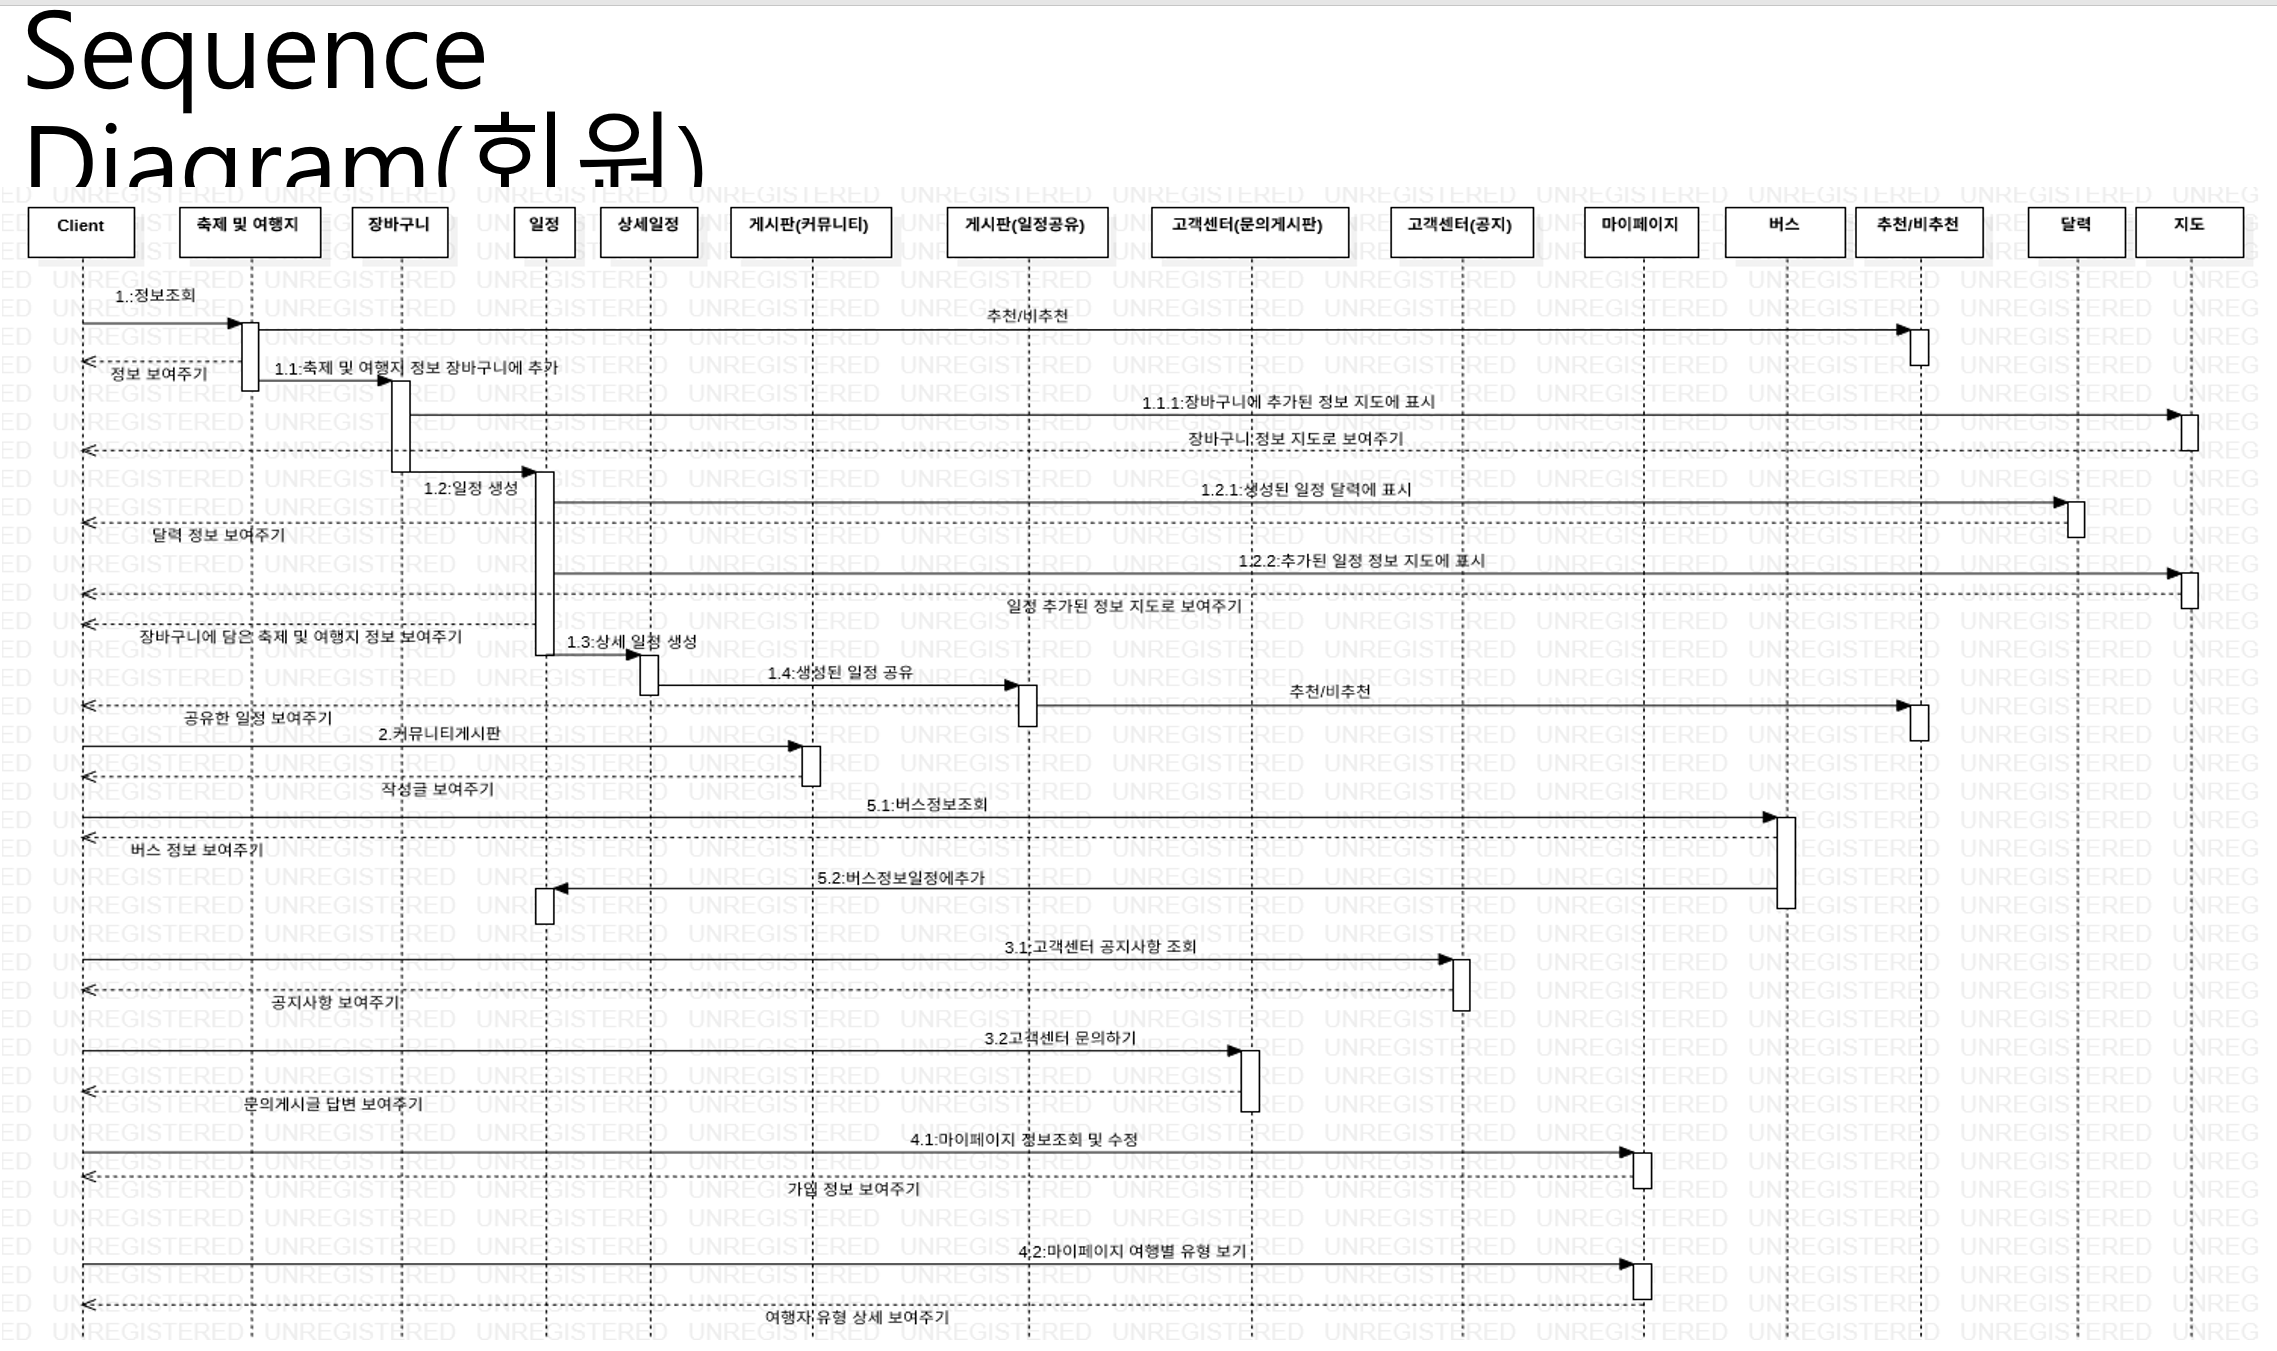 Sequence
Diagram(회원)
Client
축제 및 여행지
장바구니
일정
상세일정
게시판(커뮤니티)
게시판(일정공유)
고객센터(문의게시판)
고객센터(공지)
마이페이지
버스
추천/비추천
달력
지도
1.:정보조회
추천/비추천
정보 보여주기
1.1:축제 및 여행지 정보 장바구니에 추가
1.1.1:장바구니에 추가된 정보 지도에 표시
장바구니 정보 지도로 보여주기
1.2:일정 생성
1.2.1:생성된 일정 달력에 표시
달력 정보 보여주기
1.2.2:추가된 일정 정보 지도에 표시
일정 추가된 정보 지도로 보여주기
장바구니에 담은 축제 및 여행지 정보 보여주기
1.3:상세 일정 생성
1.4:생성된 일정 공유
추천/비추천
공유한 일정 보여주기
2.커뮤니티게시판
작성글 보여주기
5.1:버스정보조회
버스 정보 보여주기
5.2:버스정보일정에추가
3.1:고객센터 공지사항 조회
공지사항 보여주기
3.2고객센터 문의하기
문의게시글 답변 보여주기
4.1:마이페이지 정보조회 및 수정
가입 정보 보여주기
4.2:마이페이지 여행별 유형 보기
여행자 유형 상세 보여주기
UNREGISTERED